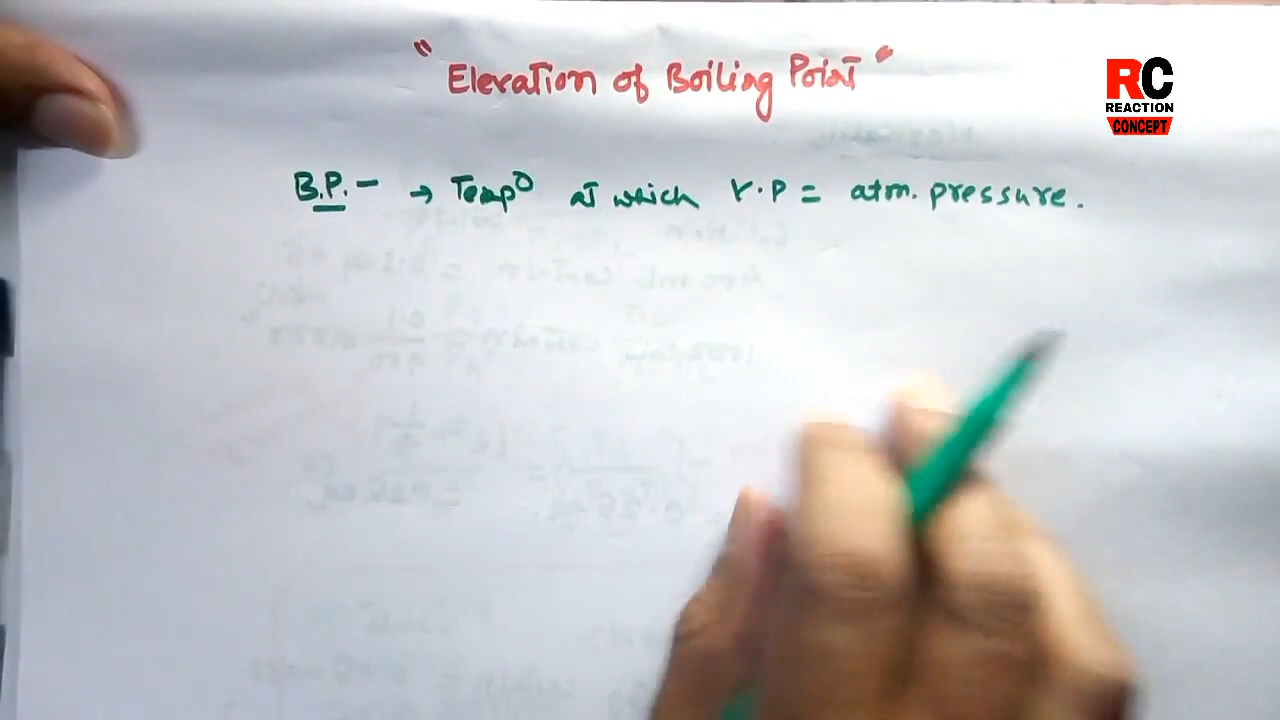 "Elevation of Boiling Point"
RC
REACTION
CONCEPT
B.P. - → Temp⁰ at which V.P = atm. pressure.